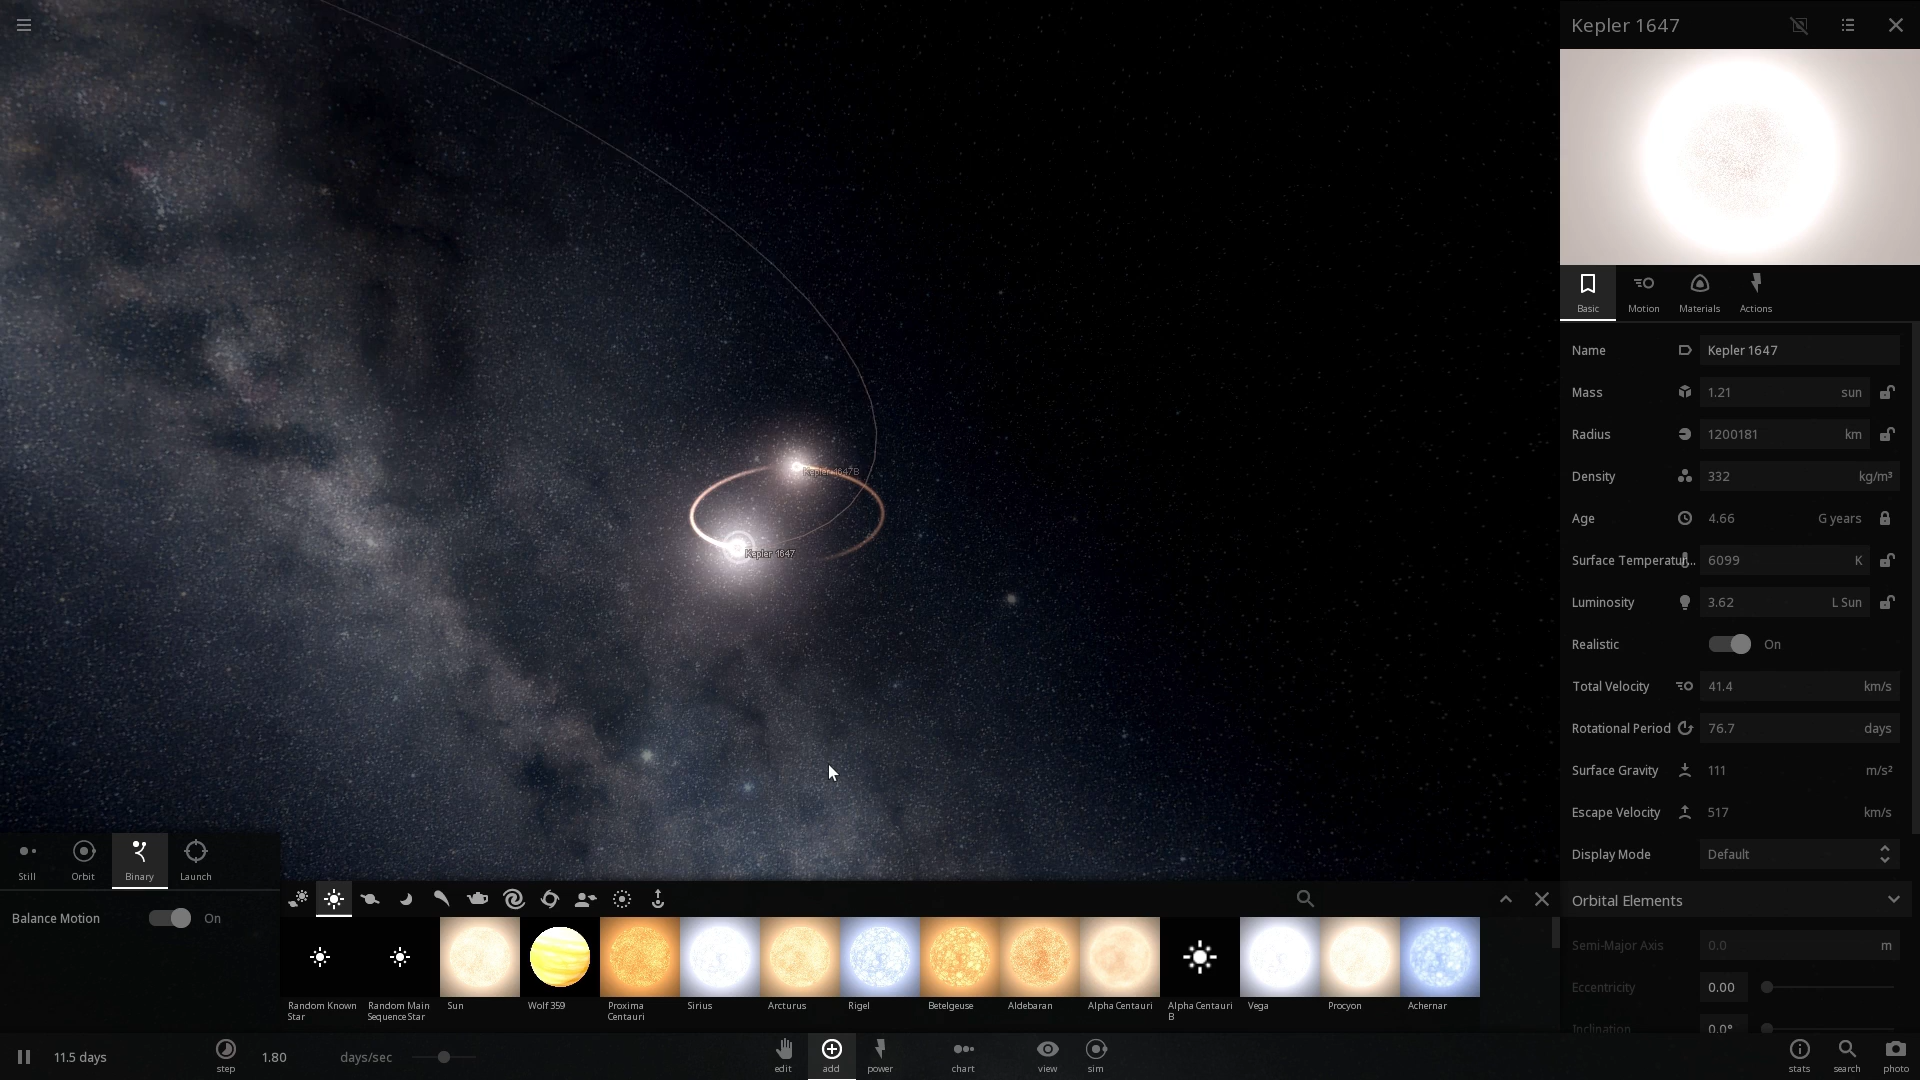 Kepler 1647
Basic
Motion
Materials
Actions
Name
Kepler 1647
Mass
1.21
sun
Radius
1200181
km
Density
332
kg/m³
Age
4.66
G years
Surface Temperatur...
6099
K
Luminosity
3.62
L Sun
Realistic
On
Total Velocity
41.4
km/s
Rotational Period
76.7
days
Surface Gravity
111
m/s²
Escape Velocity
517
km/s
Display Mode
Default
Orbital Elements
Semi-Major Axis
0.0
m
Eccentricity
0.00
Inclination
0.0°
Kepler 1647B
Kepler 1647
Still
Orbit
Binary
Launch
Balance Motion
On
Random Known
Star
Random Main
Sequence Star
Sun
Wolf 359
Proxima
Centauri
Sirius
Arcturus
Rigel
Betelgeuse
Aldebaran
Alpha Centauri
Alpha Centauri
B
Vega
Procyon
Achernar
11.5 days
step
1.80
days/sec
edit
add
power
chart
view
sim
stats
search
photo